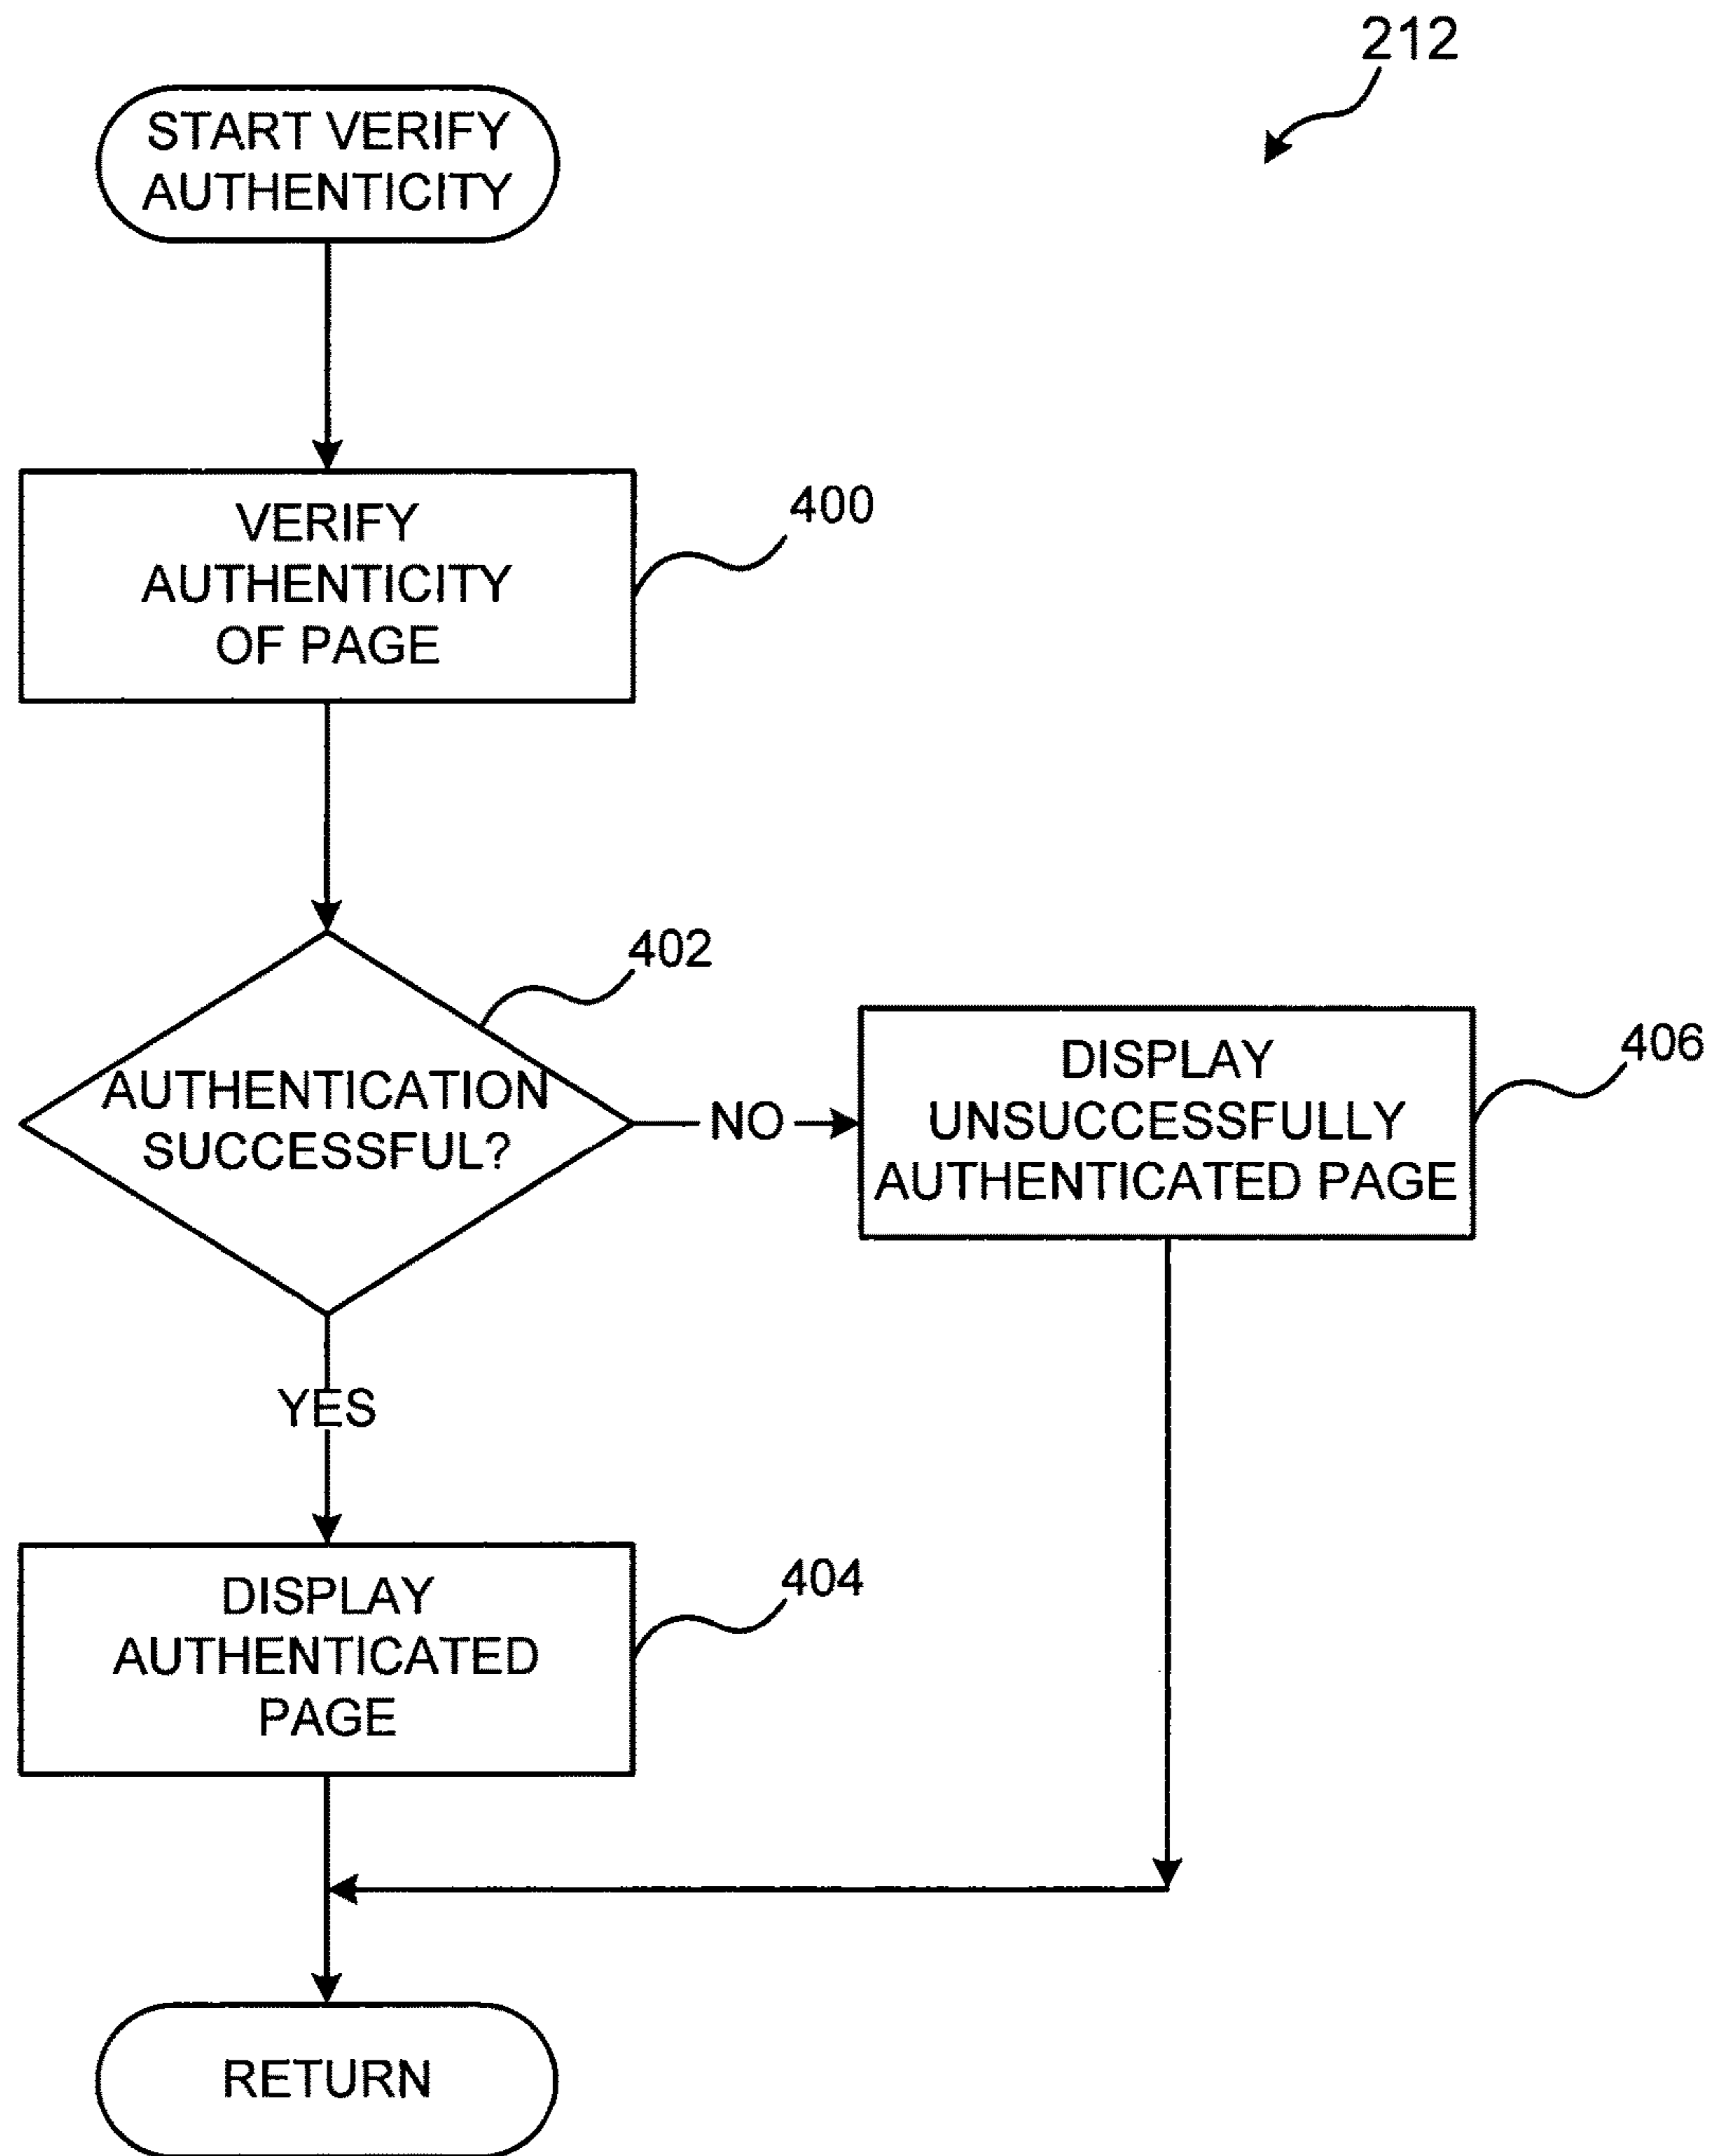 212
START VERIFY
AUTHENTICITY
VERIFY
AUTHENTICITY
OF PAGE
400
402
AUTHENTICATION
SUCCESSFUL?
NO
DISPLAY
UNSUCCESSFULLY
AUTHENTICATED PAGE
406
YES
DISPLAY
AUTHENTICATED
PAGE
404
RETURN